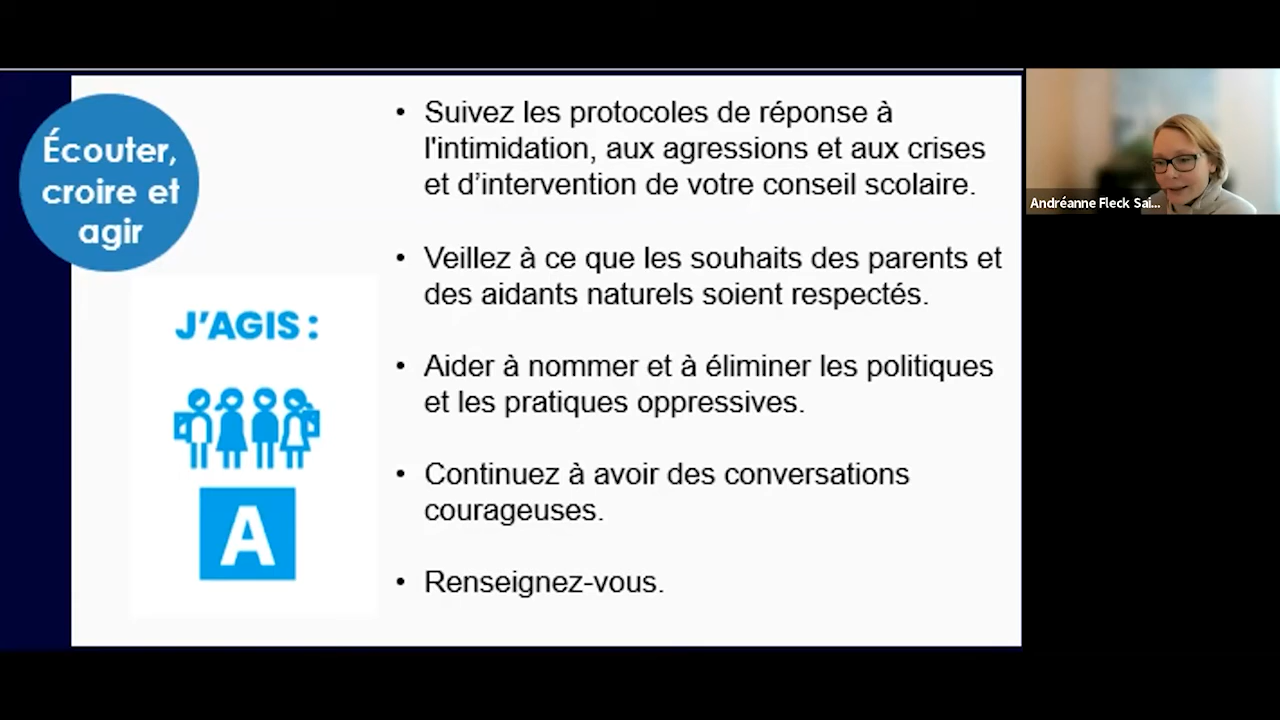 Écouter,
croire et
agir
J'AGIS :
A
• Suivez les protocoles de réponse à
l'intimidation, aux agressions et aux crises
et d’intervention de votre conseil scolaire.
• Veillez à ce que les souhaits des parents et
des aidants naturels soient respectés.
• Aider à nommer et à éliminer les politiques
et les pratiques oppressives.
• Continuez à avoir des conversations
courageuses.
• Renseignez-vous.
Andréanne Fleck Sai...